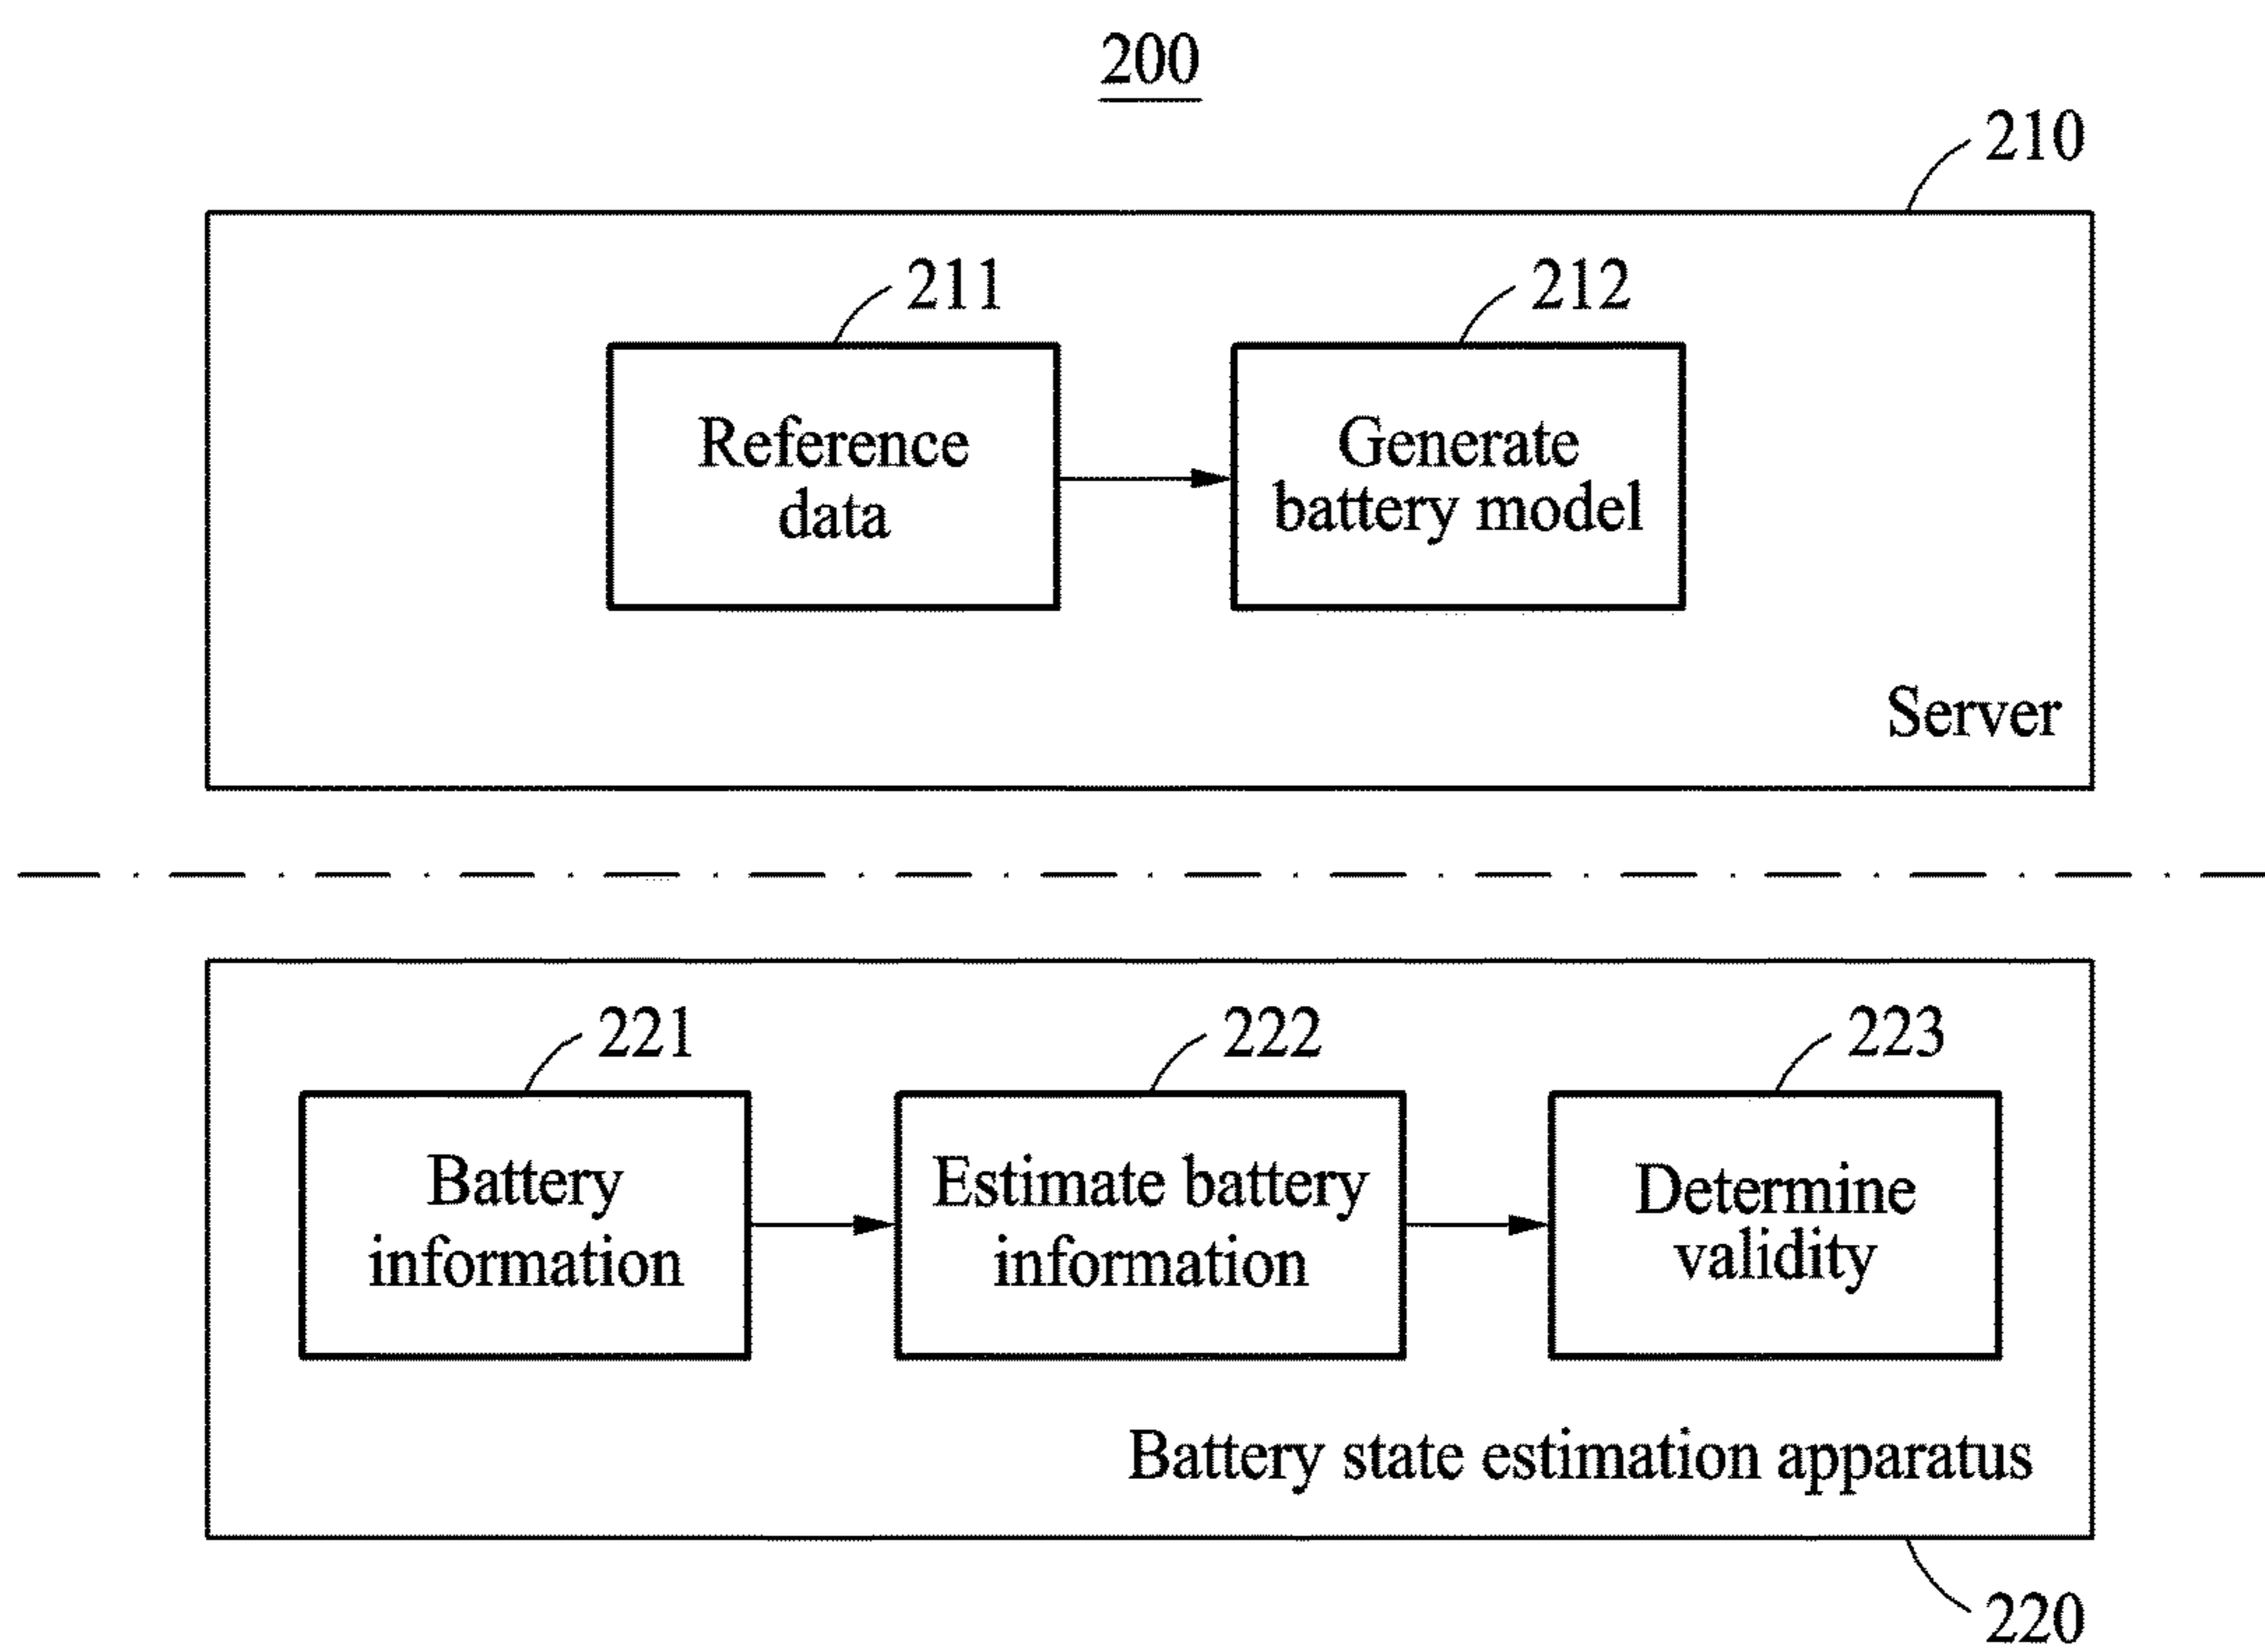 200
210
211
212
Reference
data
Generate
battery model
Server
221
222
223
Battery
information
Estimate battery
information
Determine
validity
Battery state estimation apparatus
220